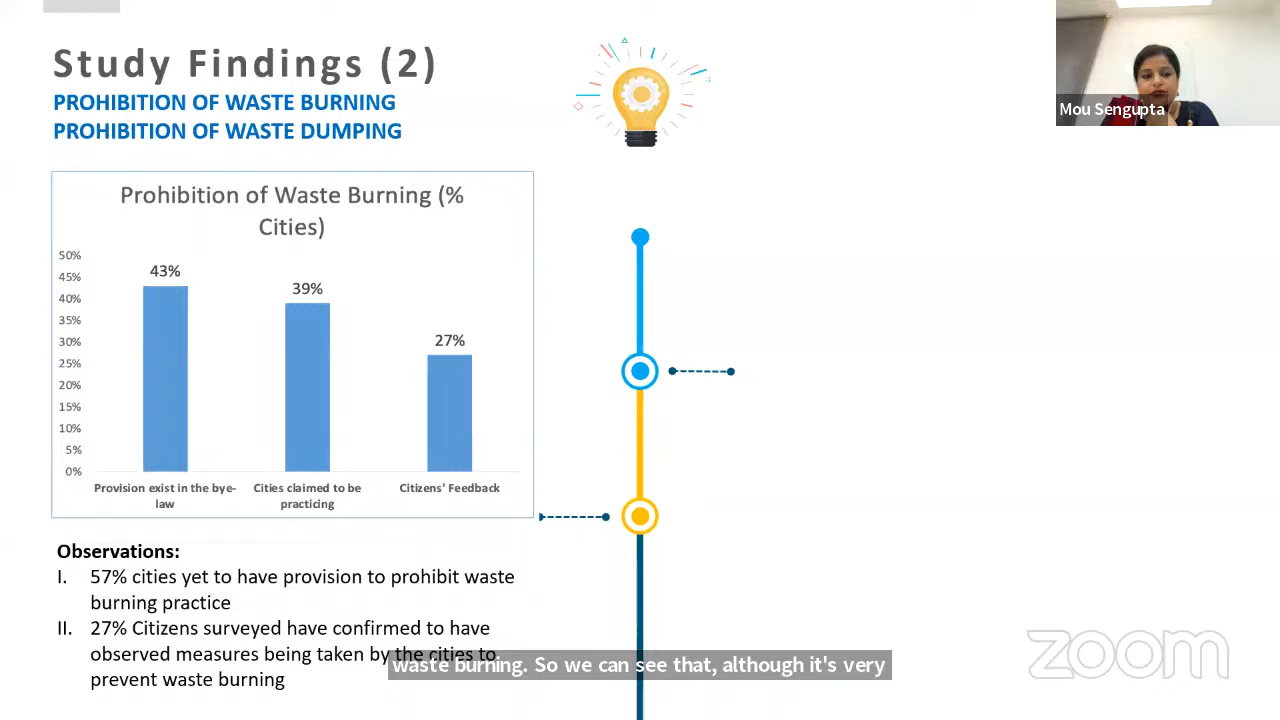 Study Findings (2)
PROHIBITION OF WASTE BURNING
PROHIBITION OF WASTE DUMPING
Mou Sengupta
Prohibition of Waste Burning (%
Cities)
50%
45%
40%
35%
30%
25%
20%
15%
10%
5%
0%
43%
39%
27%
Provision exist in the bye-
law
Cities claimed to be
practicing
Citizens' Feedback
Observations:
I. 57% cities yet to have provision to prohibit waste
burning practice
II. 27% Citizens surveyed have confirmed to have
observed measures being taken by the cities to
prevent waste burning
waste burning. So we can see that, although it's very
zoom